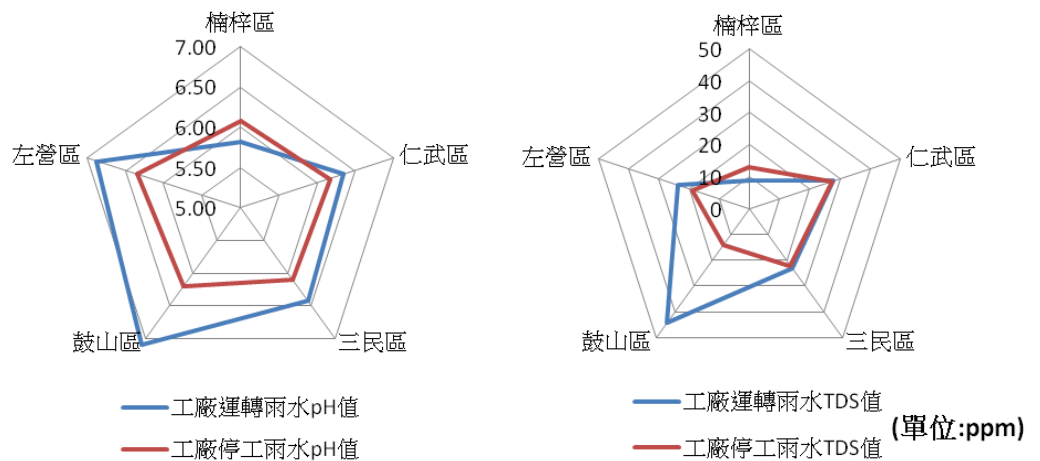 楠梓區
7.00
6.50
6.00
5.50
5.00
左營區
仁武區
鼓山區
三民區
工廠運轉雨水pH值
工廠停工雨水pH值
楠梓區
50
40
30
20
10
0
左營區
仁武區
鼓山區
三民區
工廠運轉雨水TDS值
工廠停工雨水TDS值
(單位:ppm)